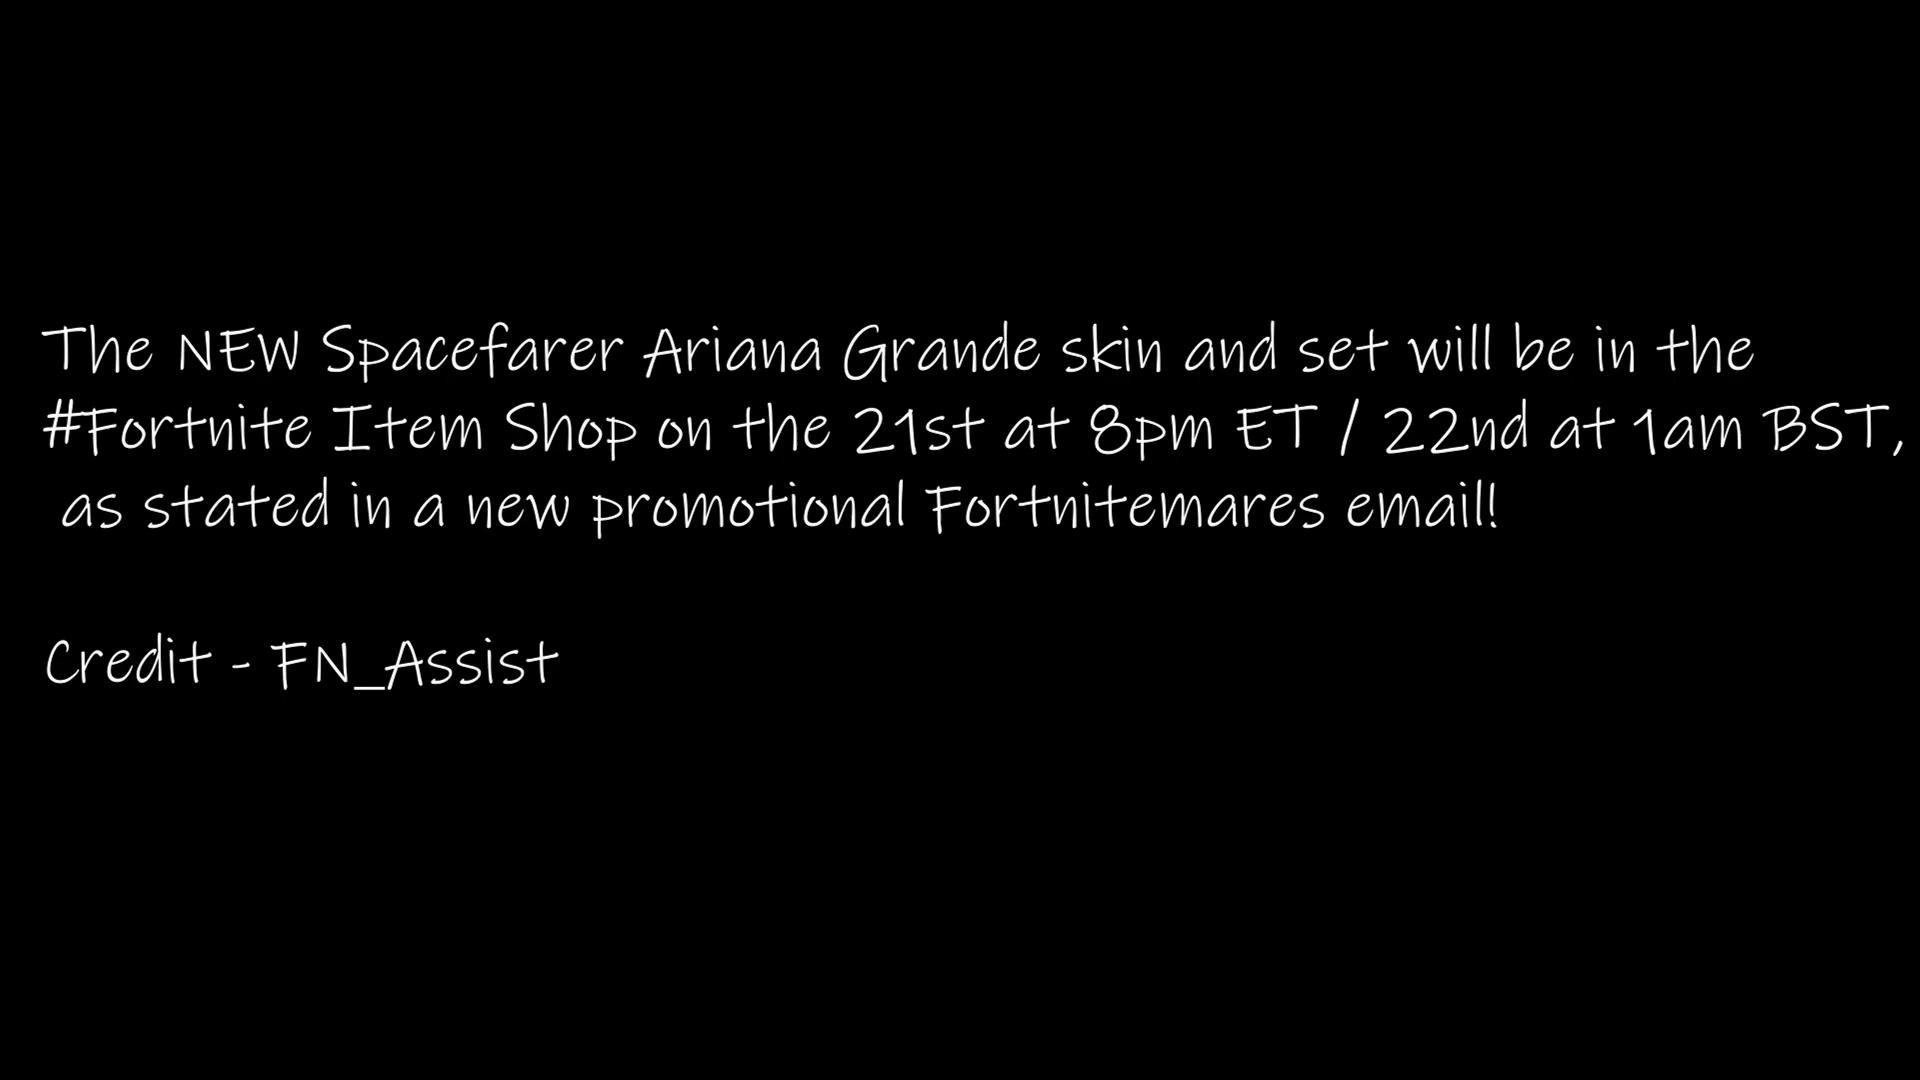 The NEW Spacefarer Ariana Grande skin and set will be in the
#Fortnite Item Shop on the 21st at 8pm ET / 22nd at 1am BST,
as stated in a new promotional Fortnitemares email!
Credit - FN_Assist